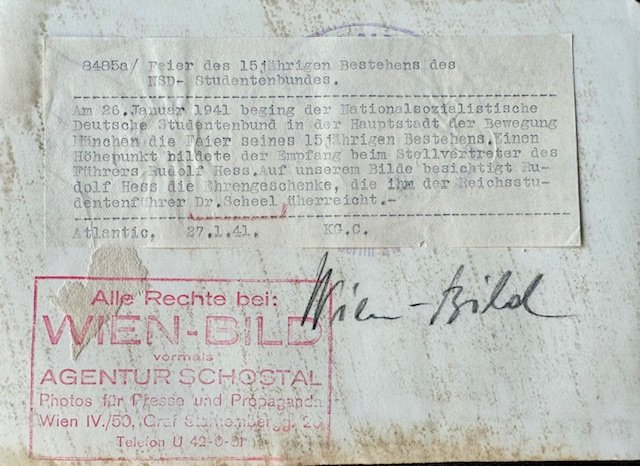 8485a/ Feier des 15jährigen Bestehens des
NSD- Studentenbundes.
Am 26.Januar 1941 beging der Nationalsozialistische
Deutsche Studentenbund in der Hauptstadt der Bewegung
München die Feier seines 15jährigen Bestehens.Einen
Höhepunkt bildete der Empfang beim Stellvertreter des
Führers Rudolf Hess.Auf unserem Bilde besichtigt Ru-
dolf Hess die Ehrengeschenke, die ihm der Reichsstu-
dentenführer Dr.Scheel überreicht.-
Atlantic, 27.1.41. KG.C.
Wien-Bild
Alle Rechte bei:
WIEN-BILD
vormals
AGENTUR SCHOSTAL
Photos für Presse und Propaganda
Wien IV./50, Graf Starhembergg. 26
Telefon U 42-0-61